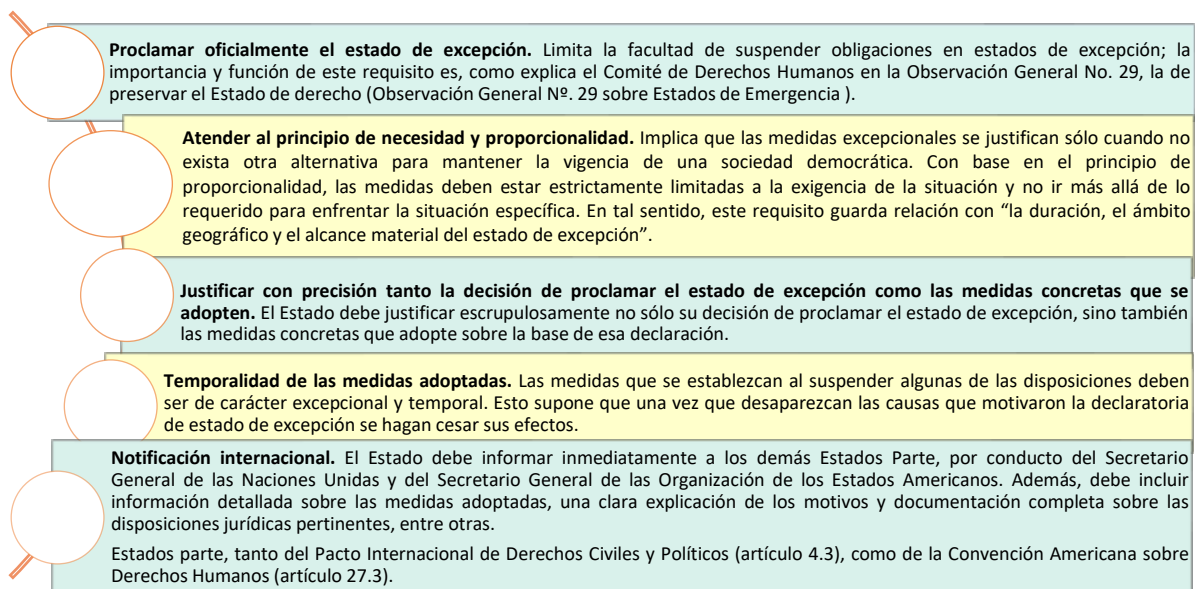 Proclamar oficialmente el estado de excepción. Limita la facultad de suspender obligaciones en estados de excepción; la
importancia y función de este requisito es, como explica el Comité de Derechos Humanos en la Observación General No. 29, la de
preservar el Estado de derecho (Observación General Nº. 29 sobre Estados de Emergencia ).
Atender al principio de necesidad y proporcionalidad. Implica que las medidas excepcionales se justifican sólo cuando no
exista otra alternativa para mantener la vigencia de una sociedad democrática. Con base en el principio de
proporcionalidad, las medidas deben estar estrictamente limitadas a la exigencia de la situación y no ir más allá de lo
requerido para enfrentar la situación específica. En tal sentido, este requisito guarda relación con “la duración, el ámbito
geográfico y el alcance material del estado de excepción”.
Justificar con precisión tanto la decisión de proclamar el estado de excepción como las medidas concretas que se
adopten. El Estado debe justificar escrupulosamente no sólo su decisión de proclamar el estado de excepción, sino también
las medidas concretas que adopte sobre la base de esa declaración.
Temporalidad de las medidas adoptadas. Las medidas que se establezcan al suspender algunas de las disposiciones deben
ser de carácter excepcional y temporal. Esto supone que una vez que desaparezcan las causas que motivaron la declaratoria
de estado de excepción se hagan cesar sus efectos.
Notificación internacional. El Estado debe informar inmediatamente a los demás Estados Parte, por conducto del Secretario
General de las Naciones Unidas y del Secretario General de las Organización de los Estados Americanos. Además, debe incluir
información detallada sobre las medidas adoptadas, una clara explicación de los motivos y documentación completa sobre las
disposiciones jurídicas pertinentes, entre otras.
Estados parte, tanto del Pacto Internacional de Derechos Civiles y Políticos (artículo 4.3), como de la Convención Americana sobre
Derechos Humanos (artículo 27.3).